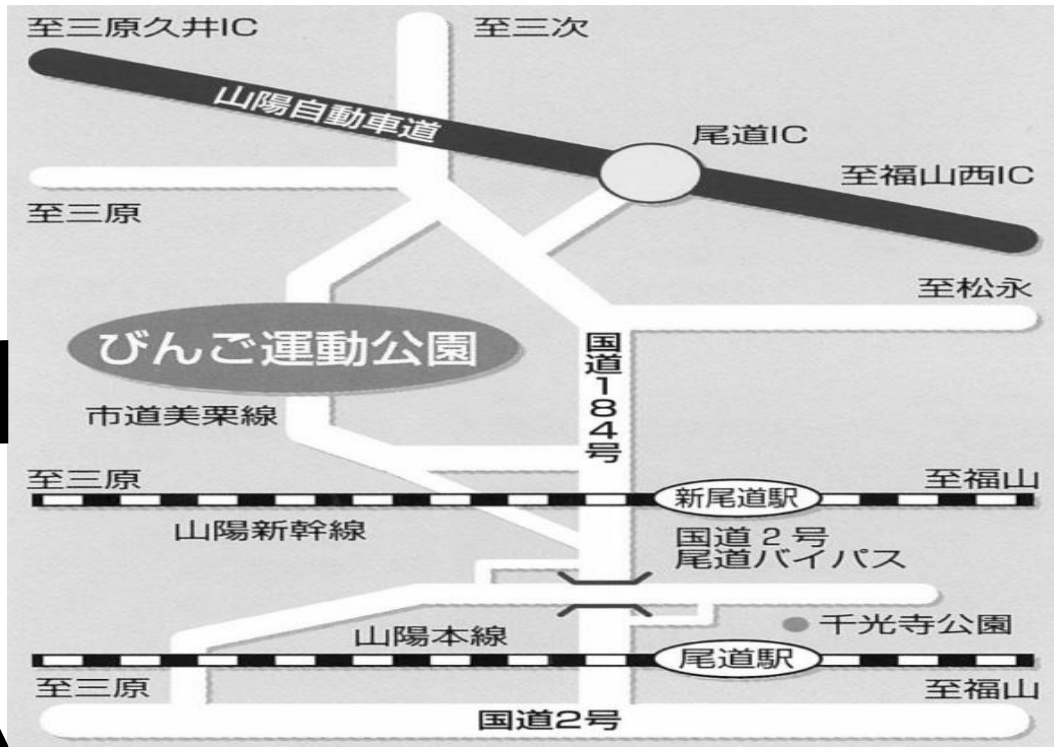 至三原久井IC
至三次
山陽自動車道
尾道IC
至福山西IC
至三原
至松永
びんご運動公園
国道184号
市道美栗線
至三原
至福山
新尾道駅
山陽新幹線
国道2号
尾道バイパス
千光寺公園
山陽本線
尾道駅
至三原
至福山
国道2号